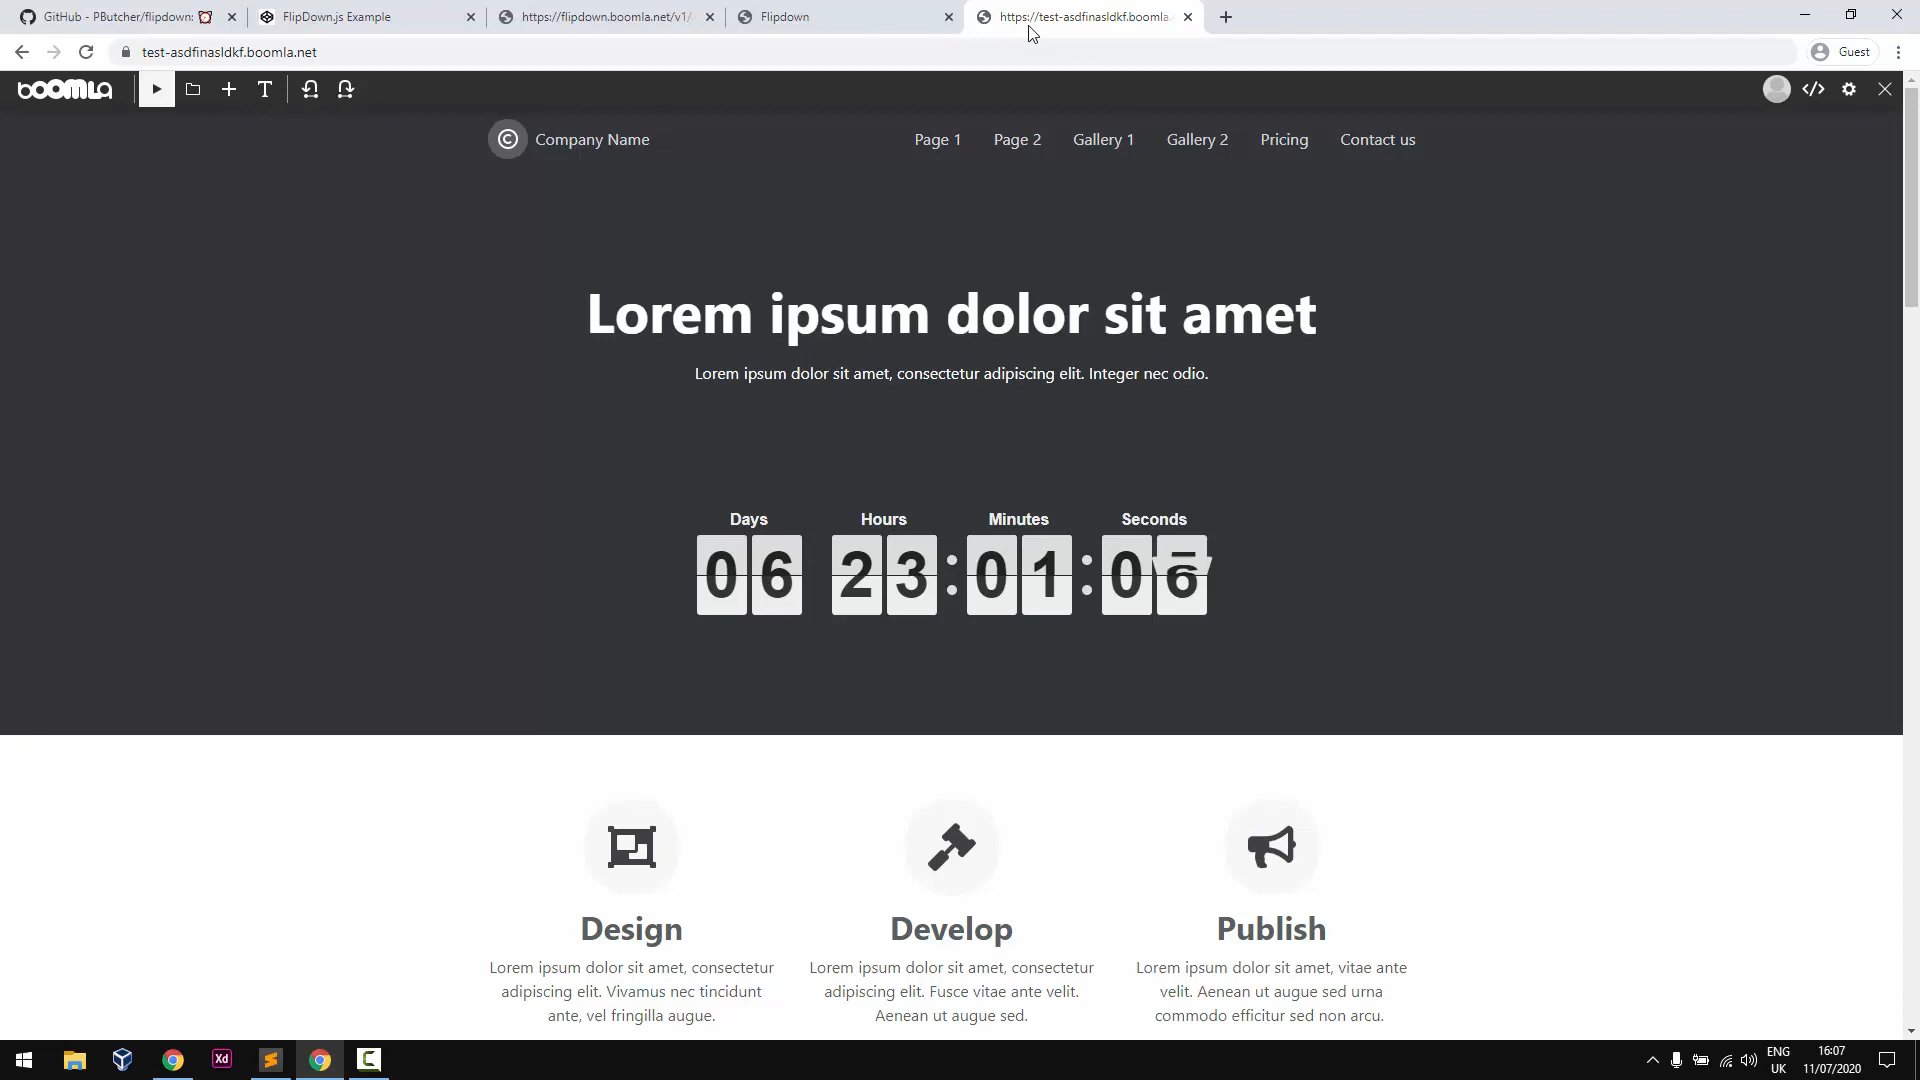 GitHub - PButcher/flipdown:
FlipDown.js Example
https://flipdown.boomla.net/v1/
Flipdown
https://test-asdfinasldkf.boomla.
test-asdfinasldkf.boomla.net
Guest
boomla
Company Name
Page 1
Page 2
Gallery 1
Gallery 2
Pricing
Contact us
Lorem ipsum dolor sit amet
Lorem ipsum dolor sit amet, consectetur adipiscing elit. Integer nec odio.
Days Hours Minutes Seconds
06 23:01:0
Design
Lorem ipsum dolor sit amet, consectetur
adipiscing elit. Vivamus nec tincidunt
ante, vel fringilla augue.
Develop
Lorem ipsum dolor sit amet, consectetur
adipiscing elit. Fusce vitae ante velit.
Aenean ut augue sed.
Publish
Lorem ipsum dolor sit amet, vitae ante
velit. Aenean ut augue sed urna
commodo efficitur sed non arcu.
Xd
ENG
UK
16:07
11/07/2020